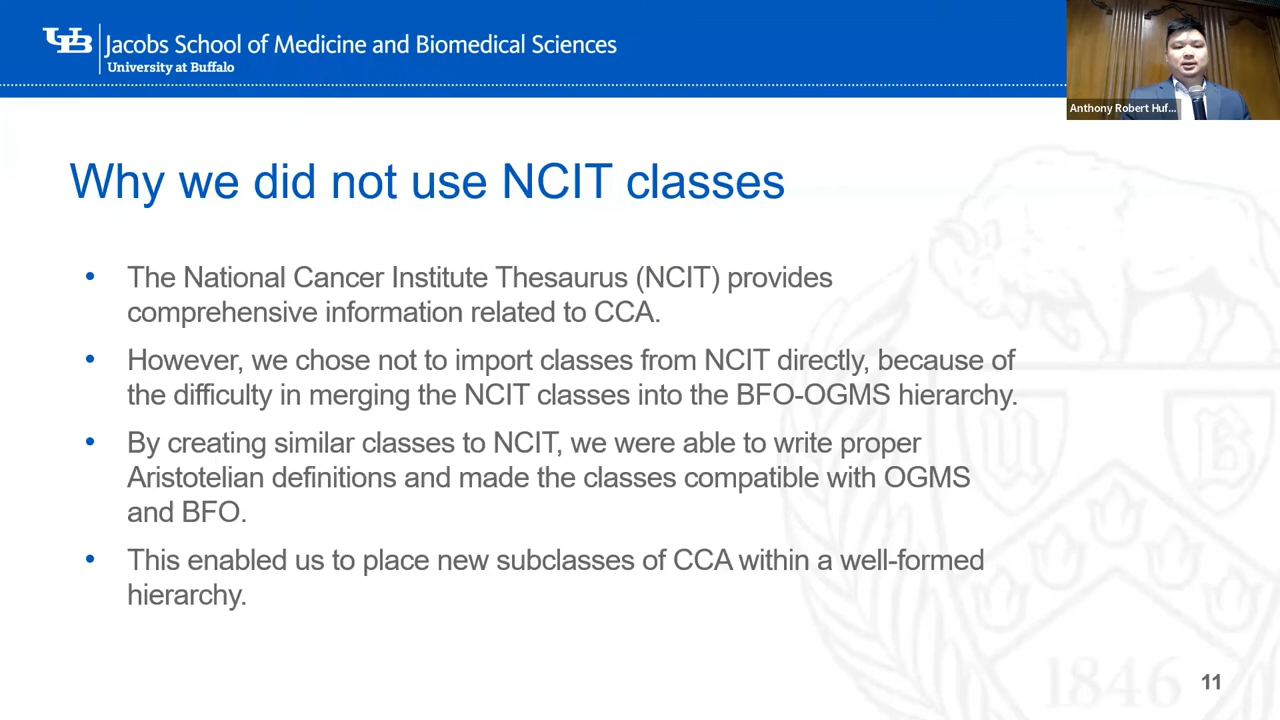 UB
Jacobs School of Medicine and Biomedical Sciences
University at Buffalo
Anthony Robert Huf...
Why we did not use NCIT classes
• The National Cancer Institute Thesaurus (NCIT) provides
comprehensive information related to CCA.
• However, we chose not to import classes from NCIT directly, because of
the difficulty in merging the NCIT classes into the BFO-OGMS hierarchy.
• By creating similar classes to NCIT, we were able to write proper
Aristotelian definitions and made the classes compatible with OGMS
and BFO.
• This enabled us to place new subclasses of CCA within a well-formed
hierarchy.
U
B
1846
11